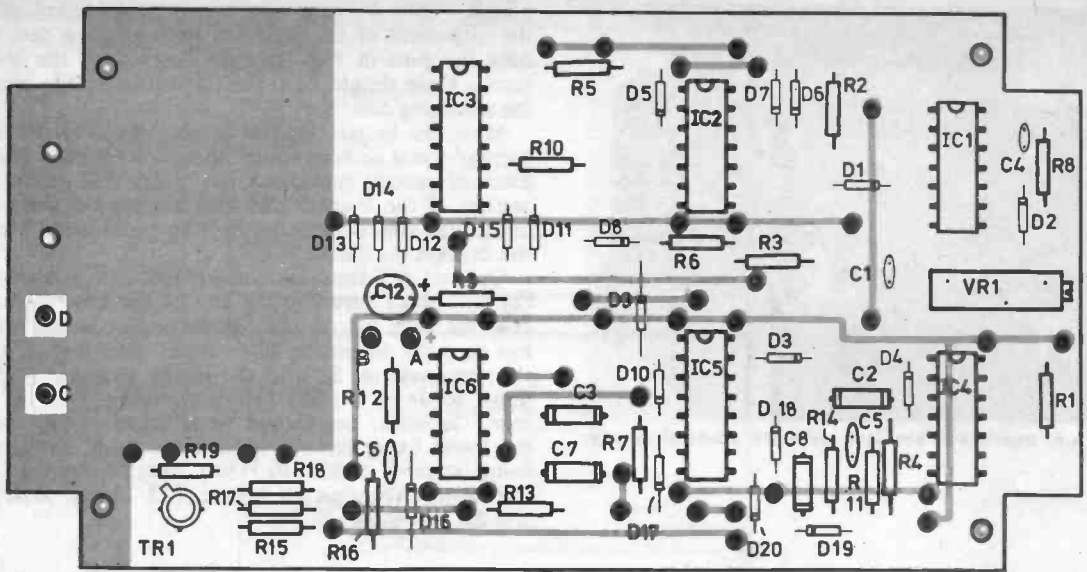 IC3
R5
D5
IC2
D7
D6
R2
IC1
C4
R8
R10
D1
D14
D13
D12
D15
D11
D8
R6
R3
D2
C1
VR1
C12
+
R9
D9
D
B
A
+
C
R12
IC6
C3
D10
IC5
D3
C2
D4
IC4
R1
R19
R18
C6
C7
R7
D18
C8
R14
C5
R4
R17
R13
R11
TR1
R15
R16
D16
D17
D20
D19